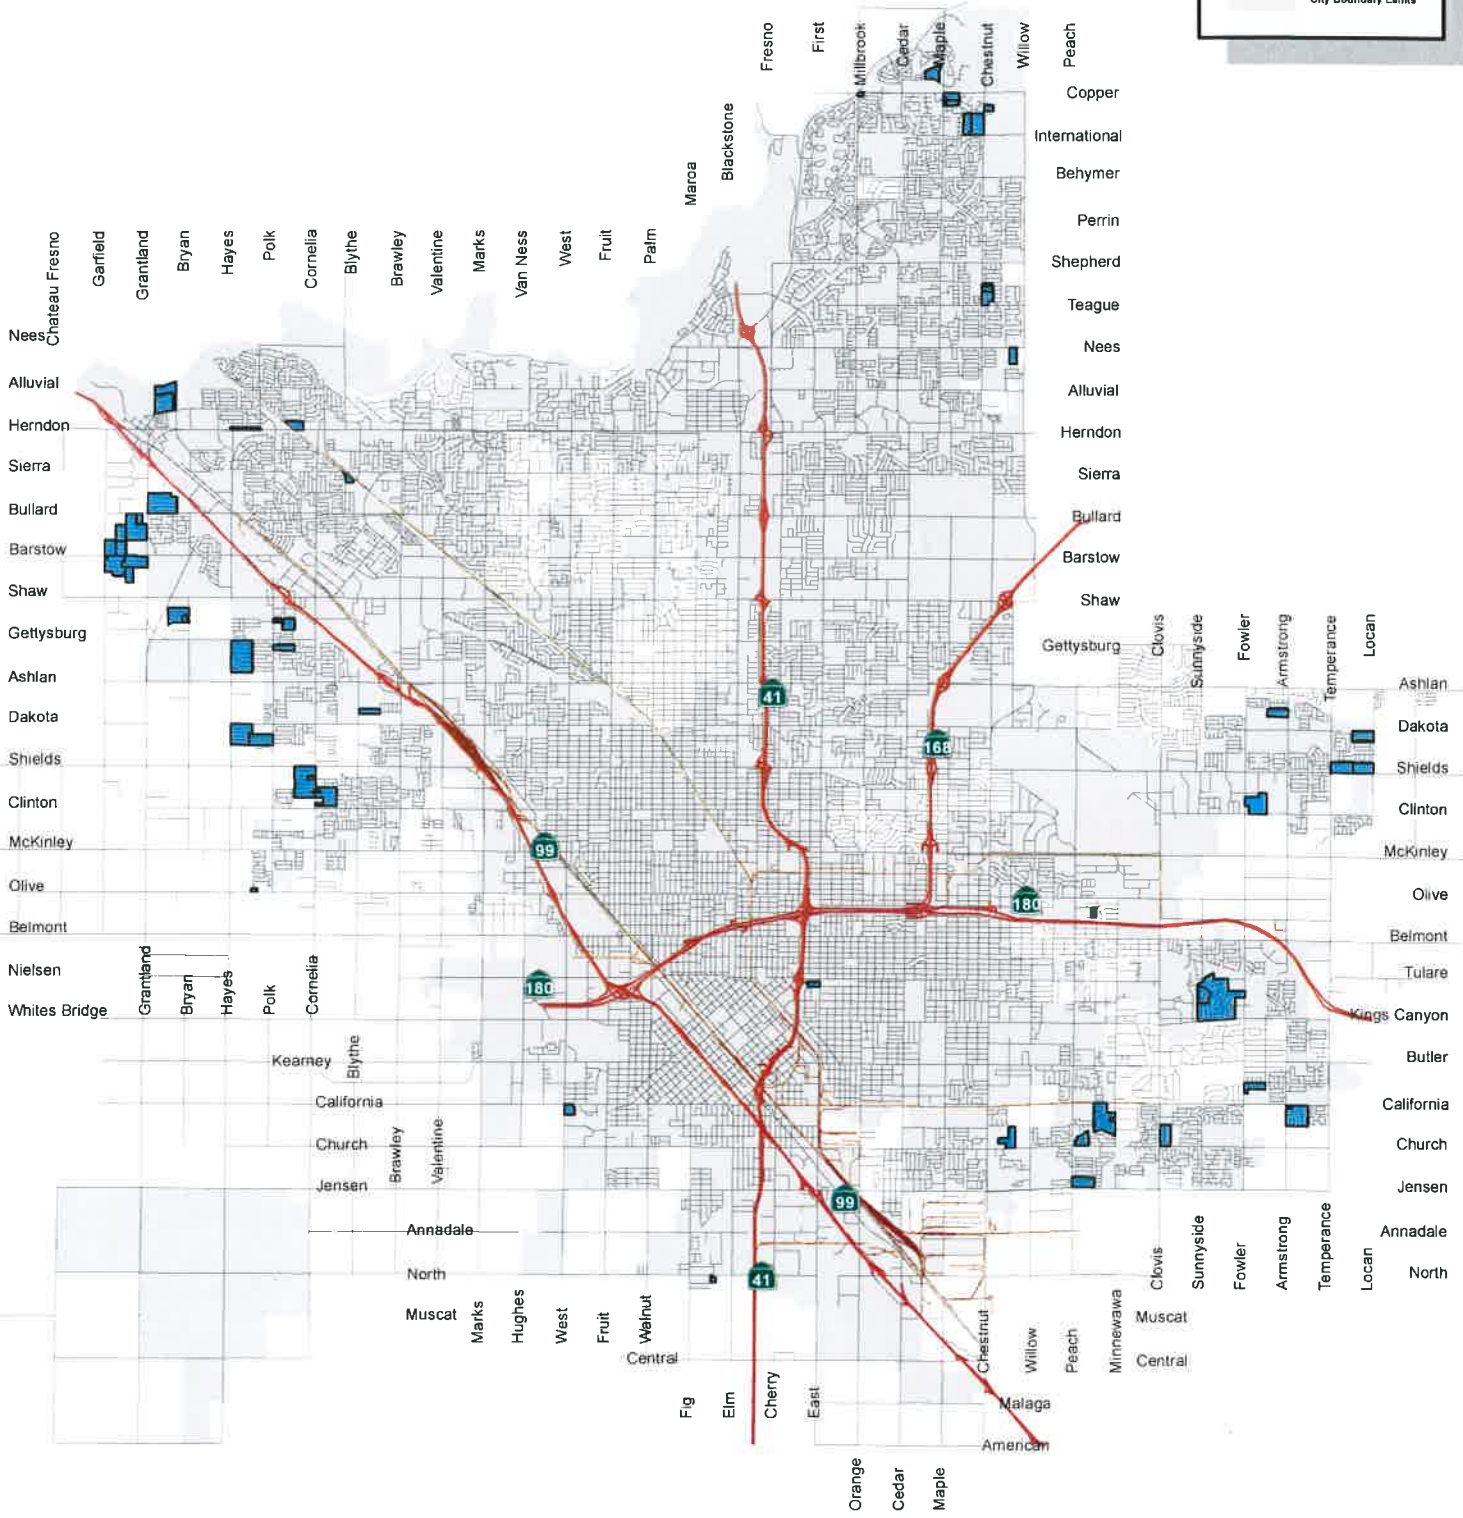 City Boundary Limits
Fresno
First
Millbrook
Cedar
Maple
Chestnut
Willow
Peach
Copper
International
Behymer
Perrin
Shepherd
Teague
Nees
Alluvial
Herndon
Sierra
Bullard
Barstow
Shaw
Gettysburg
Blackstone
Maroa
Chateau Fresno
Garfield
Grantland
Bryan
Hayes
Polk
Cornelia
Blythe
Brawley
Valentine
Marks
Van Ness
West
Fruit
Palm
Nees
Alluvial
Herndon
Sierra
Bullard
Barstow
Shaw
Gettysburg
Ashlan
Dakota
Shields
Clinton
McKinley
Olive
Belmont
Nielsen
Whites Bridge
Clovis
Sunnyside
Fowler
Armstrong
Temperance
Locan
Ashlan
Dakota
Shields
Clinton
McKinley
Olive
Belmont
Tulare
Kings Canyon
Butler
California
Church
Jensen
Annadale
North
41
168
99
180
180
99
41
Grantland
Bryan
Hayes
Polk
Cornelia
Kearney
Blythe
California
Church
Jensen
Brawley
Valentine
Annadale
North
Muscat
Marks
Hughes
West
Fruit
Walnut
Central
Fig
Elm
Cherry
East
Orange
Cedar
Maple
Chestnut
Willow
Peach
Minnewawa
Clovis
Sunnyside
Fowler
Armstrong
Temperance
Locan
Muscat
Central
Malaga
American